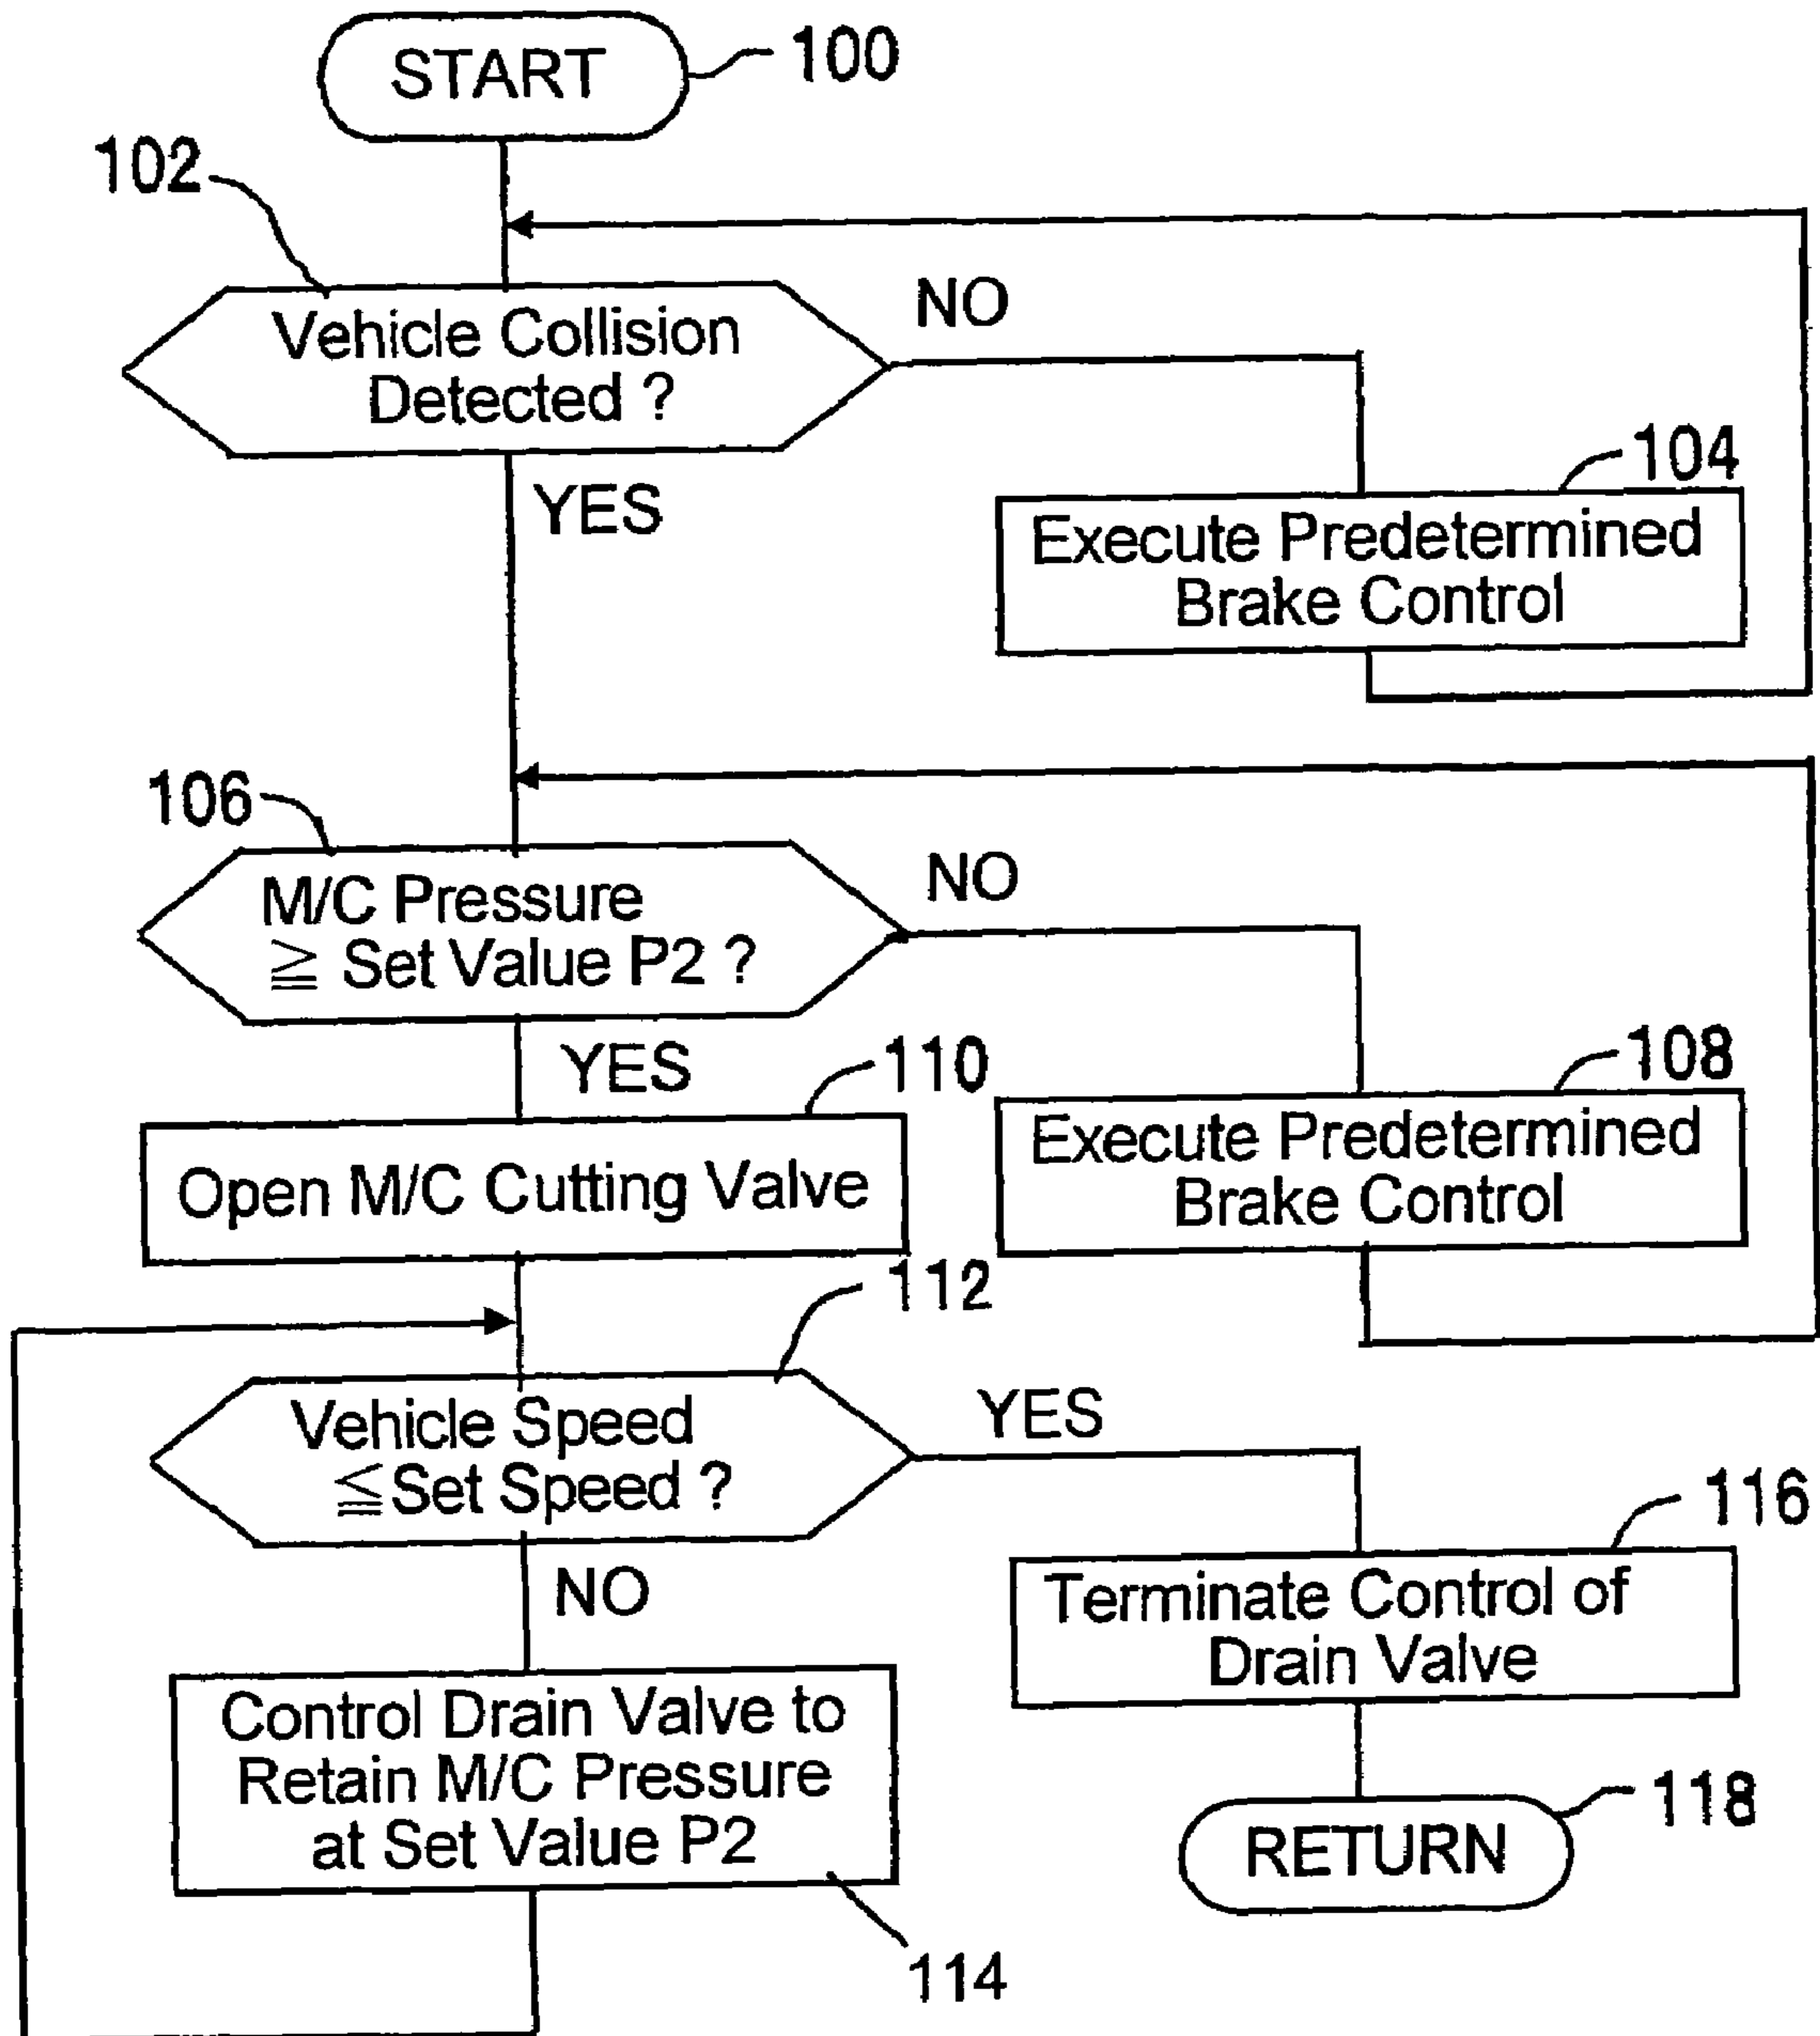 START
100
102
Vehicle Collision
Detected ?
NO
YES
104
Execute Predetermined
Brake Control
106
M/C Pressure
≧ Set Value P2 ?
NO
YES
108
Execute Predetermined
Brake Control
110
Open M/C Cutting Valve
112
Vehicle Speed
≦Set Speed ?
YES
NO
116
Terminate Control of
Drain Valve
Control Drain Valve to
Retain M/C Pressure
at Set Value P2
114
RETURN
118